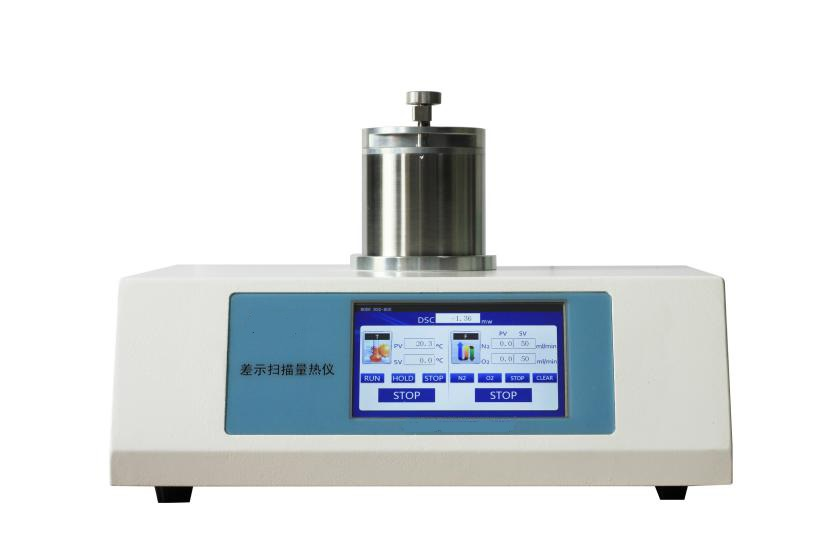 差示扫描量热仪
DSC -1.36 mw
PV SV
PV 20.3 ℃ N₂ 0.0 50 ml/min
SV 0.0 ℃ O₂ 0.0 50 ml/min
RUN HOLD STOP N2 O2 STOP CLEAR
STOP STOP